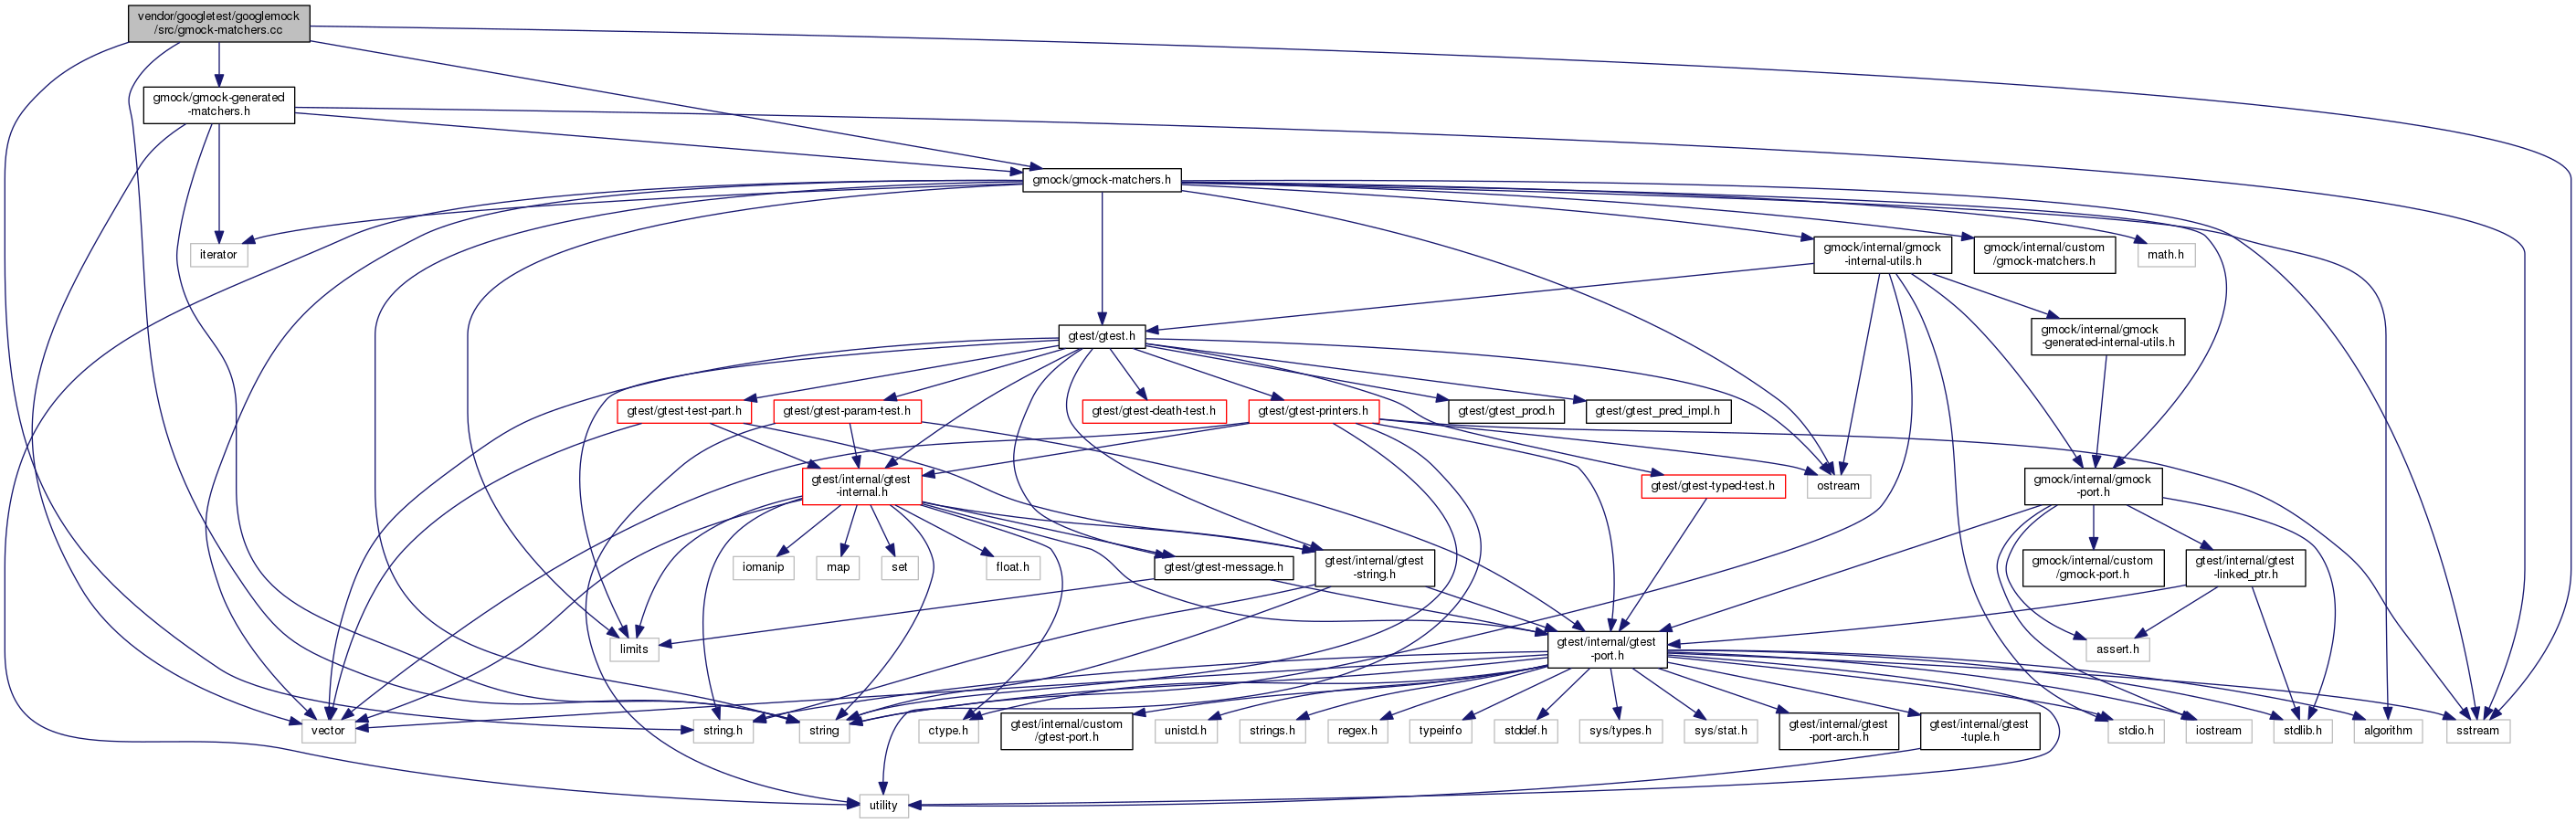 vendor/googletest/googlemock
/src/gmock-matchers.cc
gmock/gmock-generated
-matchers.h
gmock/gmock-matchers.h
iterator
gmock/internal/gmock
-internal-utils.h
gmock/internal/custom
/gmock-matchers.h
math.h
gtest/gtest.h
gmock/internal/gmock
-generated-internal-utils.h
gtest/gtest-test-part.h
gtest/gtest-param-test.h
gtest/gtest-death-test.h
gtest/gtest-printers.h
gtest/gtest_prod.h
gtest/gtest_pred_impl.h
gtest/internal/gtest
-internal.h
gtest/gtest-typed-test.h
ostream
gmock/internal/gmock
-port.h
iomanip
map
set
float.h
gtest/gtest-message.h
gtest/internal/gtest
-string.h
gmock/internal/custom
/gmock-port.h
gtest/internal/gtest
-linked_ptr.h
limits
gtest/internal/gtest
-port.h
assert.h
vector
string.h
string
ctype.h
gtest/internal/custom
/gtest-port.h
unistd.h
strings.h
regex.h
typeinfo
stddef.h
sys/types.h
sys/stat.h
gtest/internal/gtest
-port-arch.h
gtest/internal/gtest
-tuple.h
stdio.h
iostream
stdlib.h
algorithm
sstream
utility